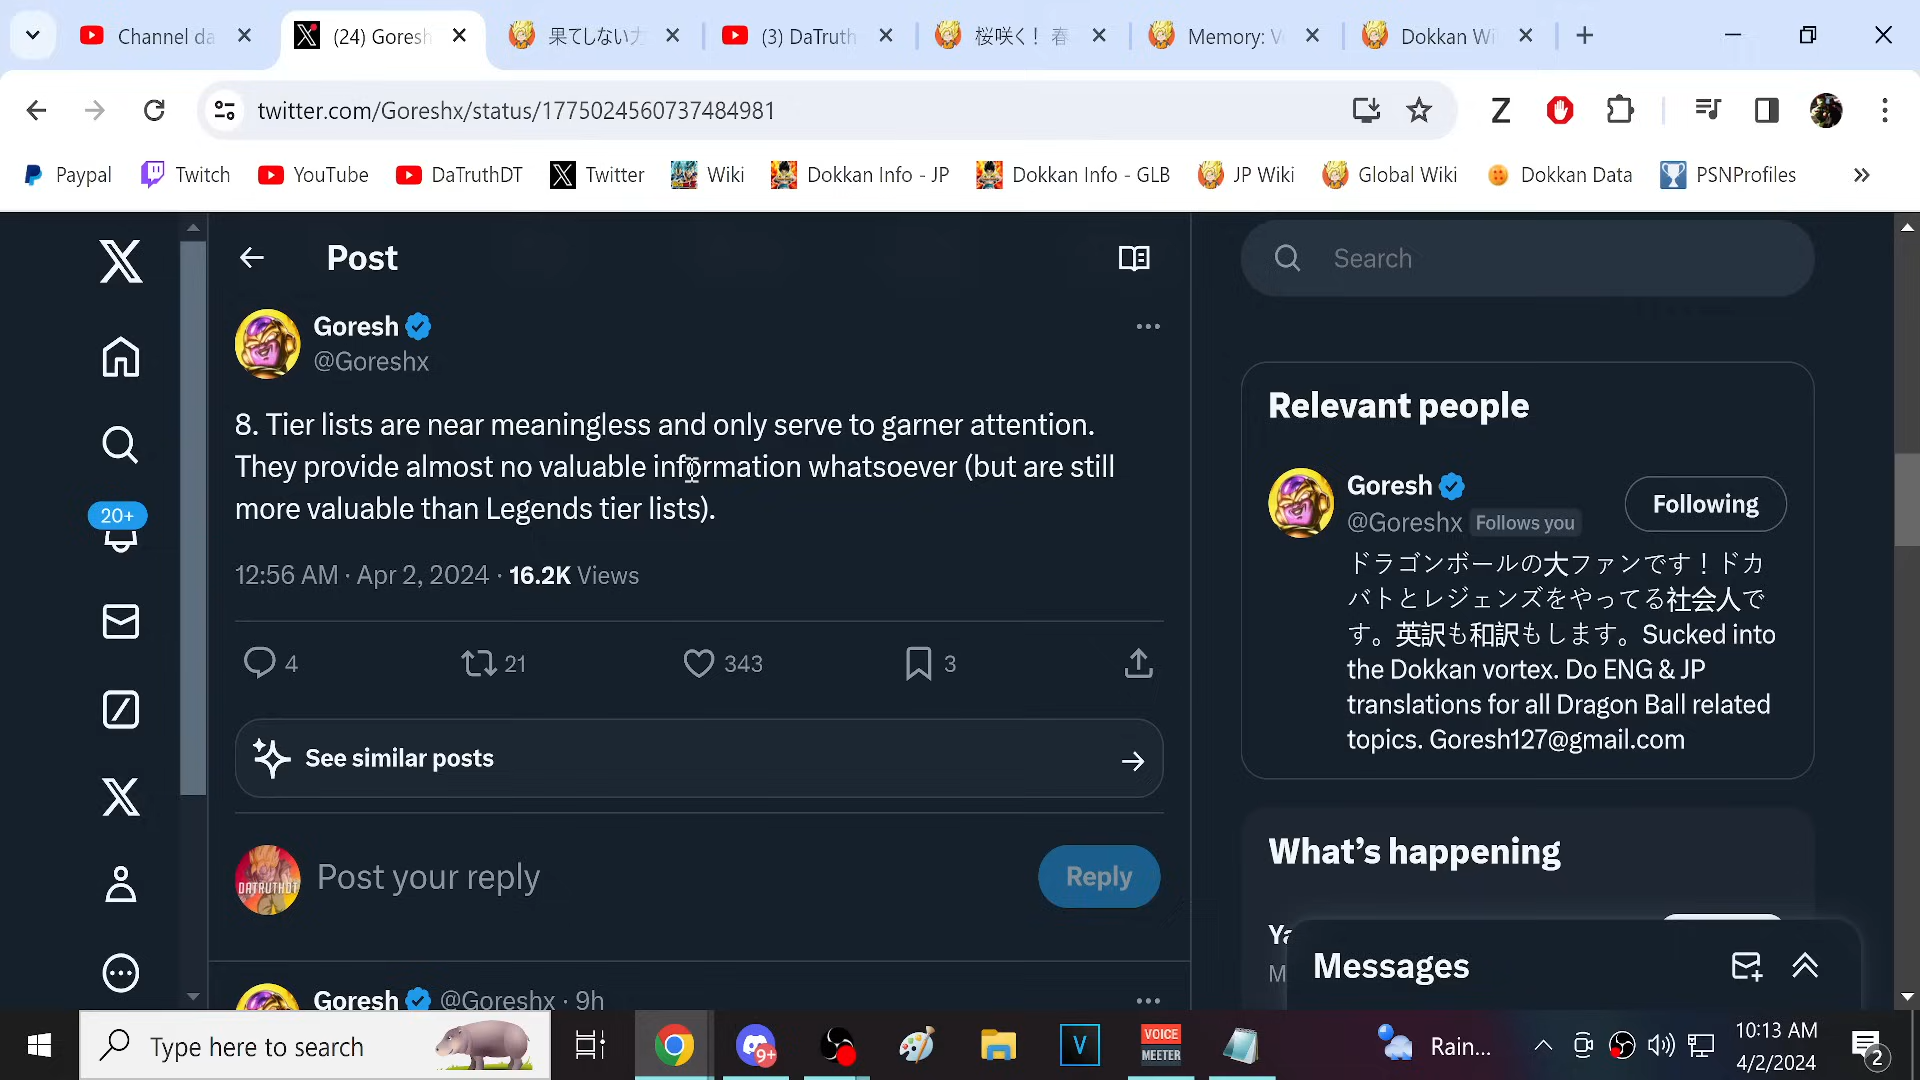 Channel da
(24) Goresh
果てしない力
(3) DaTruth
桜咲く！ 春
Memory: V
Dokkan Wi
twitter.com/Goreshx/status/1775024560737484981
Paypal
Twitch
YouTube
DaTruthDT
Twitter
Wiki
Dokkan Info - JP
Dokkan Info - GLB
JP Wiki
Global Wiki
Dokkan Data
PSNProfiles
Post
Search
Goresh
@Goreshx
8. Tier lists are near meaningless and only serve to garner attention.
They provide almost no valuable information whatsoever (but are still
more valuable than Legends tier lists).
12:56 AM · Apr 2, 2024 · 16.2K Views
4
21
343
3
See similar posts
DATRUTHDT
Post your reply
Reply
Goresh @Goreshx · 9h
20+
Relevant people
Goresh
@Goreshx Follows you
Following
ドラゴンボールの大ファンです！ドカ
バトとレジェンズをやってる社会人で
す。英訳も和訳もします。Sucked into
the Dokkan vortex. Do ENG & JP
translations for all Dragon Ball related
topics. Goresh127@gmail.com
What's happening
Messages
Type here to search
9+
V
VOICE
MEETER
Rain...
10:13 AM
4/2/2024
2